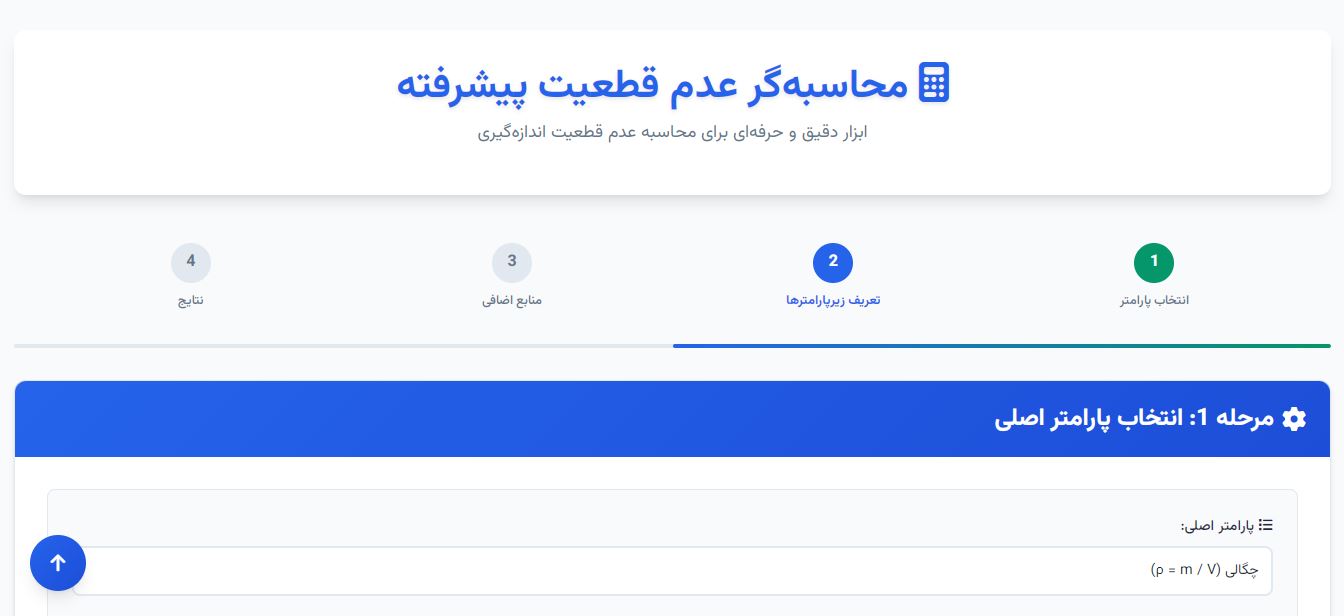 محاسبه‌گر عدم قطعیت پیشرفته
ابزار دقیق و حرفه‌ای برای محاسبه عدم قطعیت اندازه‌گیری
1
2
3
4
انتخاب پارامتر
تعریف زیرپارامترها
منابع اضافی
نتایج
مرحله 1: انتخاب پارامتر اصلی
پارامتر اصلی:
چگالی (ρ = m / V)